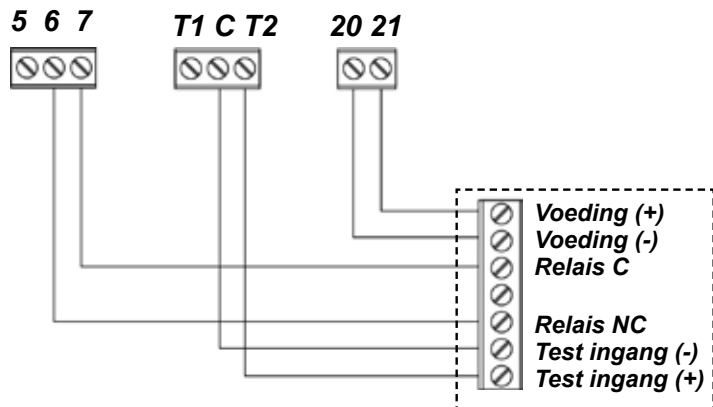 5 6 7
T1 C T2
20 21
Voeding (+)
Voeding (-)
Relais C
Relais NC
Test ingang (-)
Test ingang (+)